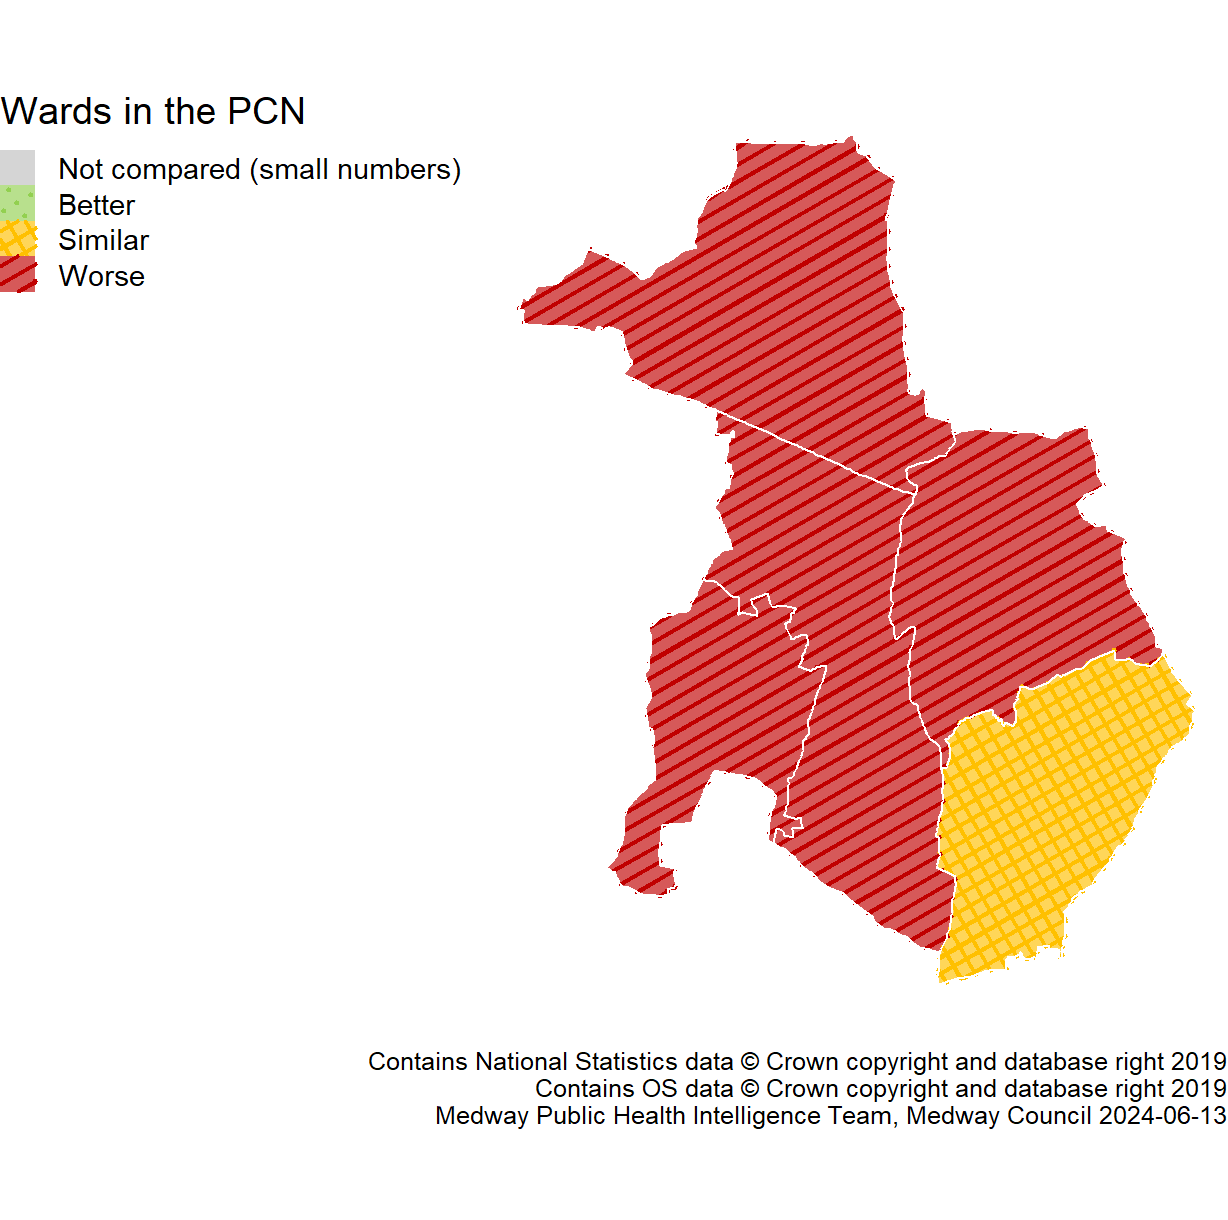 Wards in the PCN
Not compared (small numbers)
Better
Similar
Worse
Contains National Statistics data © Crown copyright and database right 2019
Contains OS data © Crown copyright and database right 2019
Medway Public Health Intelligence Team, Medway Council 2024-06-13